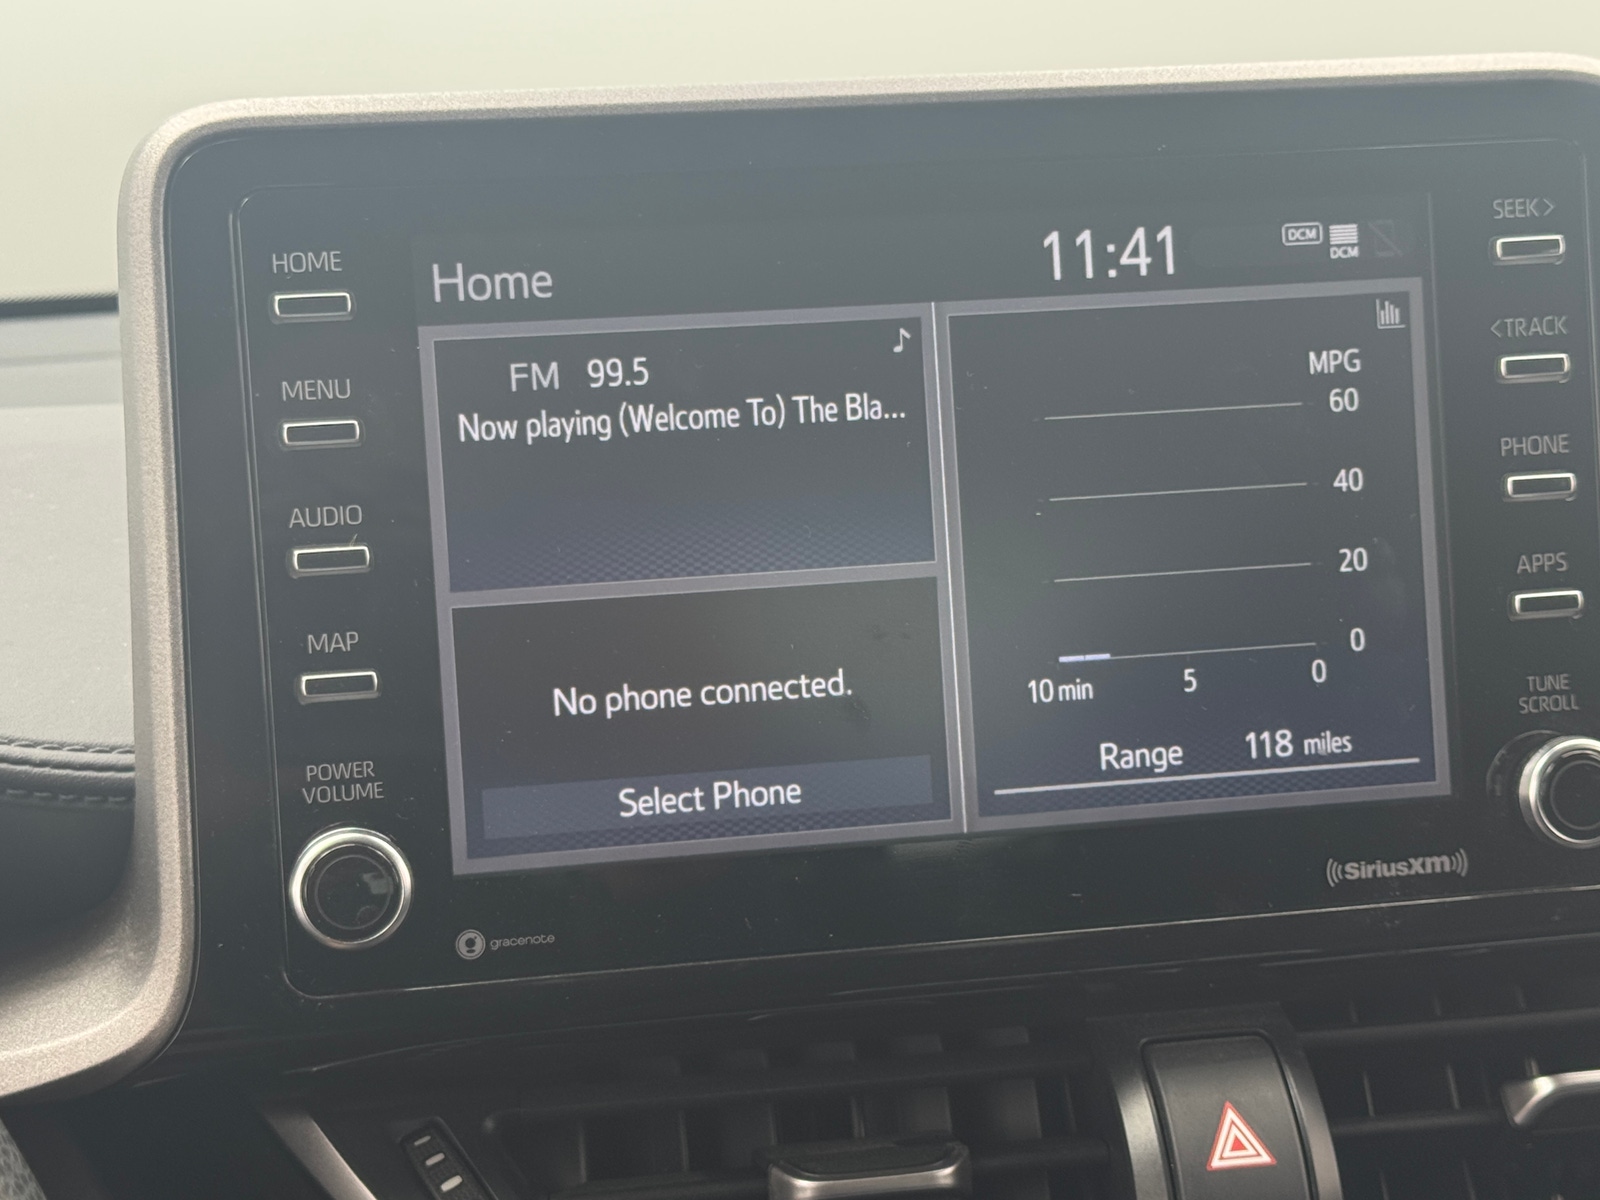 HOME
MENU
AUDIO
MAP
POWER
VOLUME
Home
11:41
DCM
DCM
FM 99.5
Now playing (Welcome To) The Bla...
No phone connected.
Select Phone
MPG
60
40
20
0
10 min 5 0
Range 118 miles
SEEK>
<TRACK
PHONE
APPS
TUNE
SCROLL
gracenote
SiriusXM